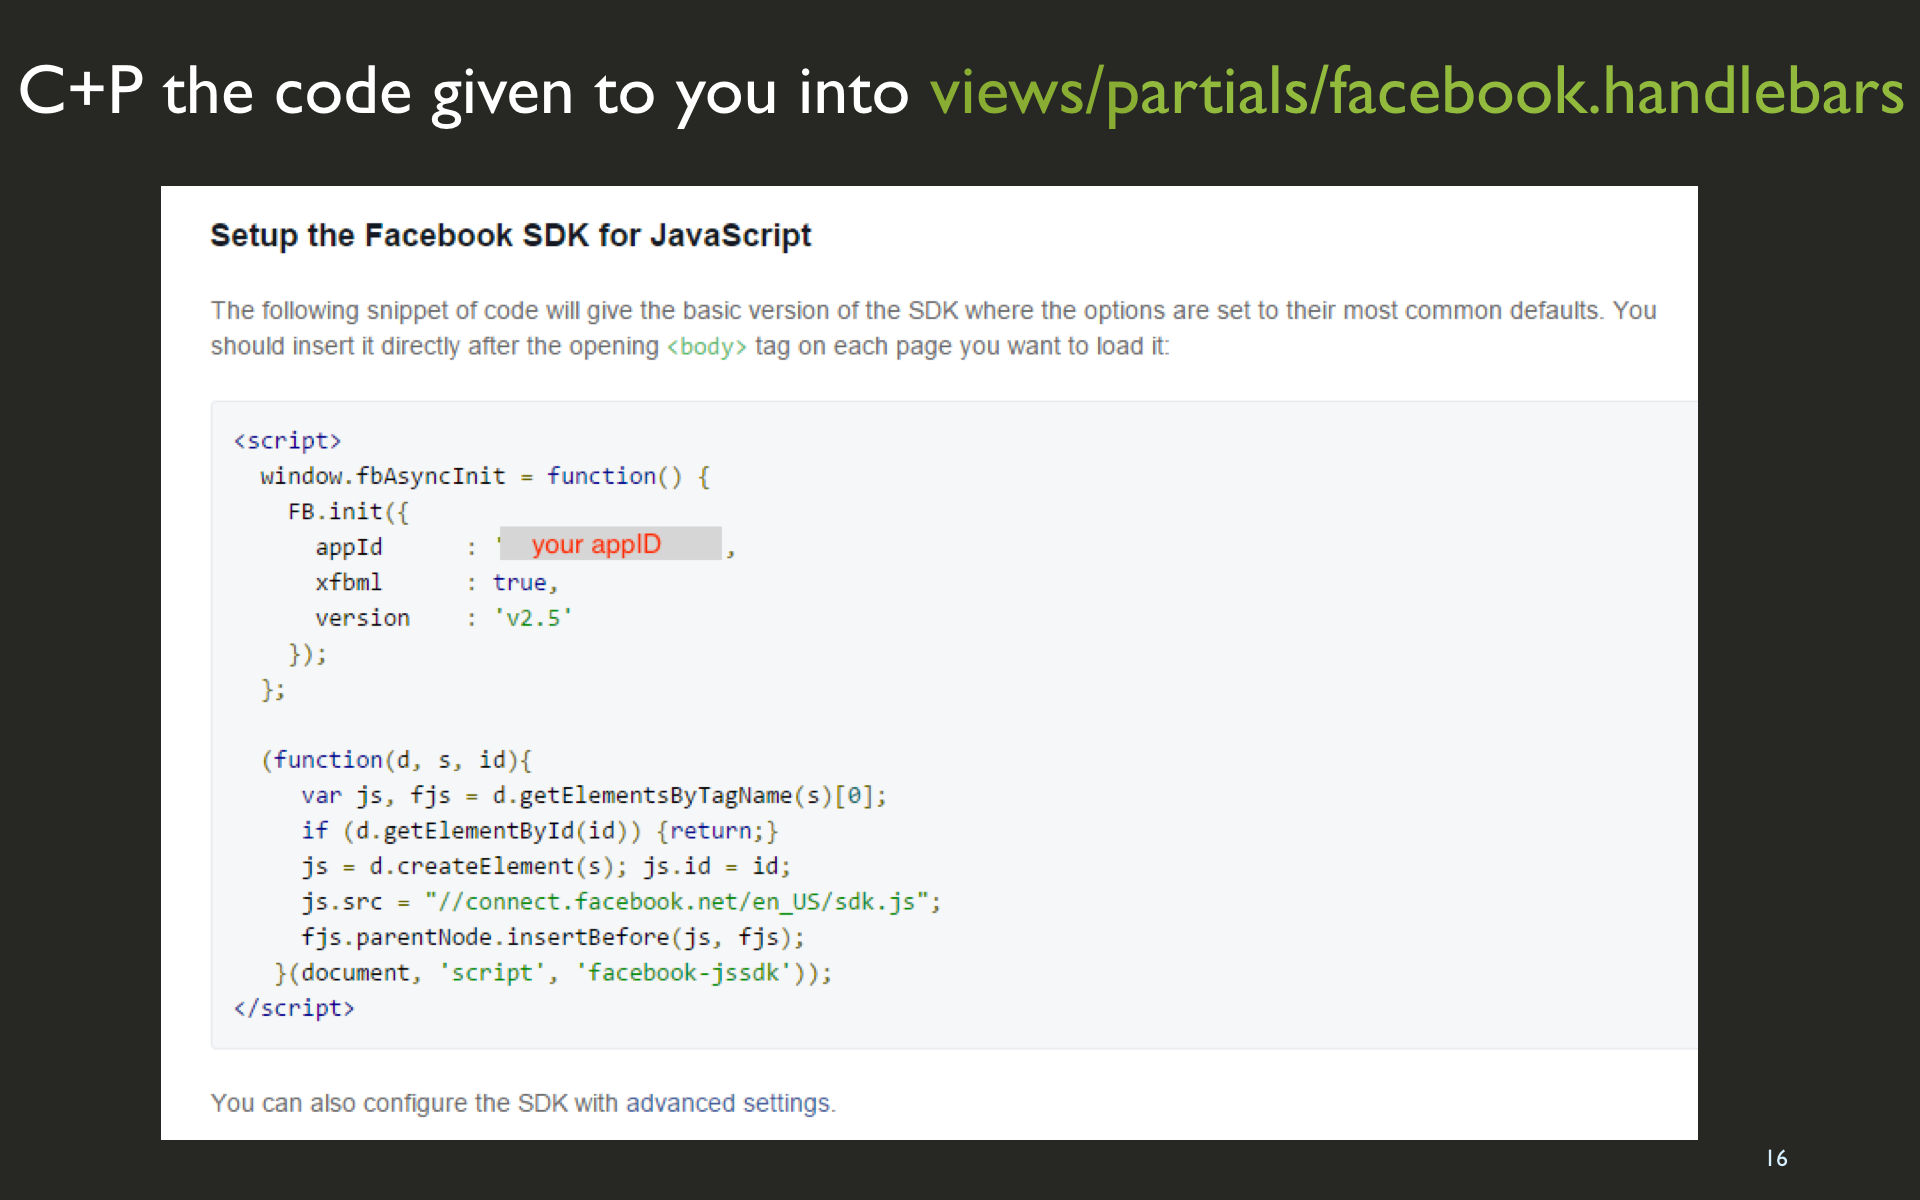 C+P the code given to you into views/partials/facebook.handlebars
Setup the Facebook SDK for JavaScript
The following snippet of code will give the basic version of the SDK where the options are set to their most common defaults. You
should insert it directly after the opening <body> tag on each page you want to load it:
<script>
  window.fbAsyncInit = function() {
    FB.init({
      appId      : ' your appID ,
      xfbml      : true,
      version    : 'v2.5'
    });
  };
  (function(d, s, id){
     var js, fjs = d.getElementsByTagName(s)[0];
     if (d.getElementById(id)) {return;}
     js = d.createElement(s); js.id = id;
     js.src = "//connect.facebook.net/en_US/sdk.js";
     fjs.parentNode.insertBefore(js, fjs);
   }(document, 'script', 'facebook-jssdk'));
</script>
You can also configure the SDK with advanced settings.
16